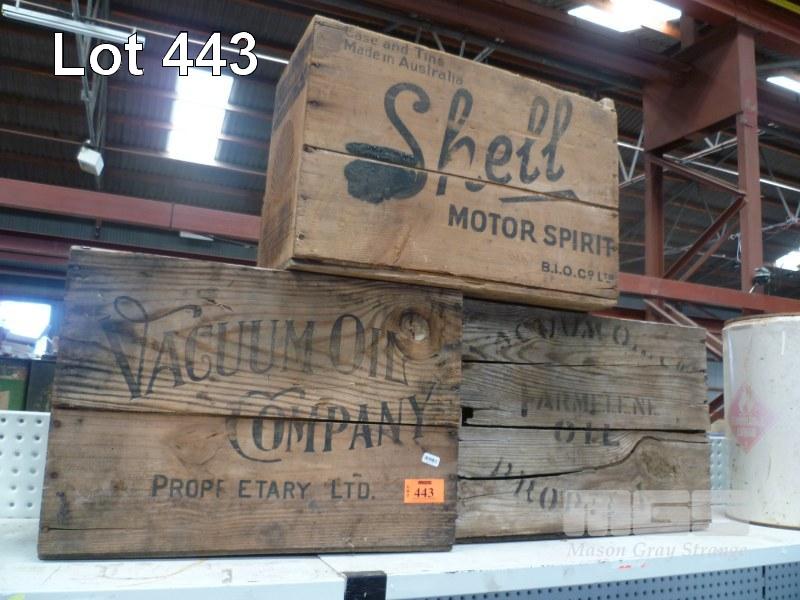 Lot 443
Case and Tins
Made in Australia
Shell
MOTOR SPIRIT
B.I.O. Co LTD
VACUUM OIL
COMPANY
PROPRIETARY LTD.
443
OIL
MGS
Mason Gray Strange